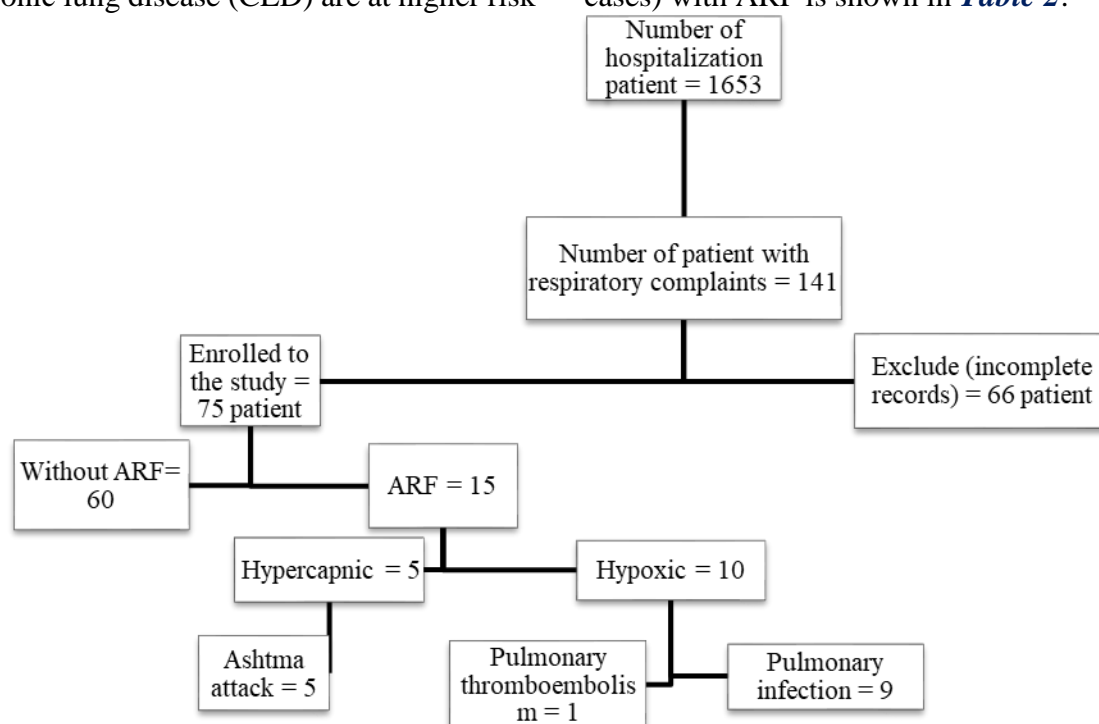 onic lung disease (CLD) are at higher risk
cases) with ARF is shown in Table 2.
Number of
hospitalization
patient = 1653
Number of patient with
respiratory complaints = 141
Enrolled to
the study =
75 patient
Exclude (incomplete
records) = 66 patient
Without ARF=
60
ARF = 15
Hypercapnic = 5
Hypoxic = 10
Ashtma
attack = 5
Pulmonary
thromboembolis
m = 1
Pulmonary
infection = 9